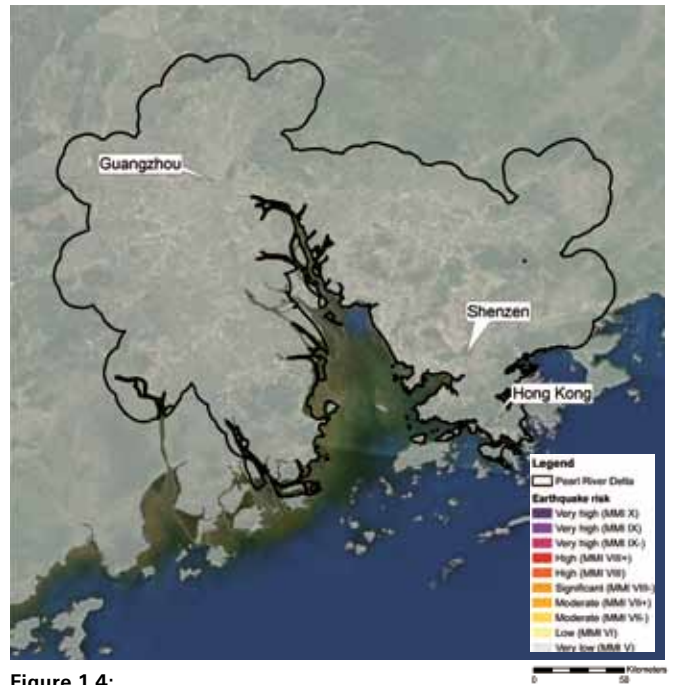 Guangzhou
Shenzen
Hong Kong
Legend
Pearl River Delta
Earthquake risk
Very high (MMI X)
Very high (MMI IX)
Very high (MMI IX-)
High (MMI VIII+)
High (MMI VIII)
Significant (MMI VIII-)
Moderate (MMI VII+)
Moderate (MMI VII-)
Low (MMI VI)
Very low (MMI V)
Kilometers
0 50
Figure 1.4: